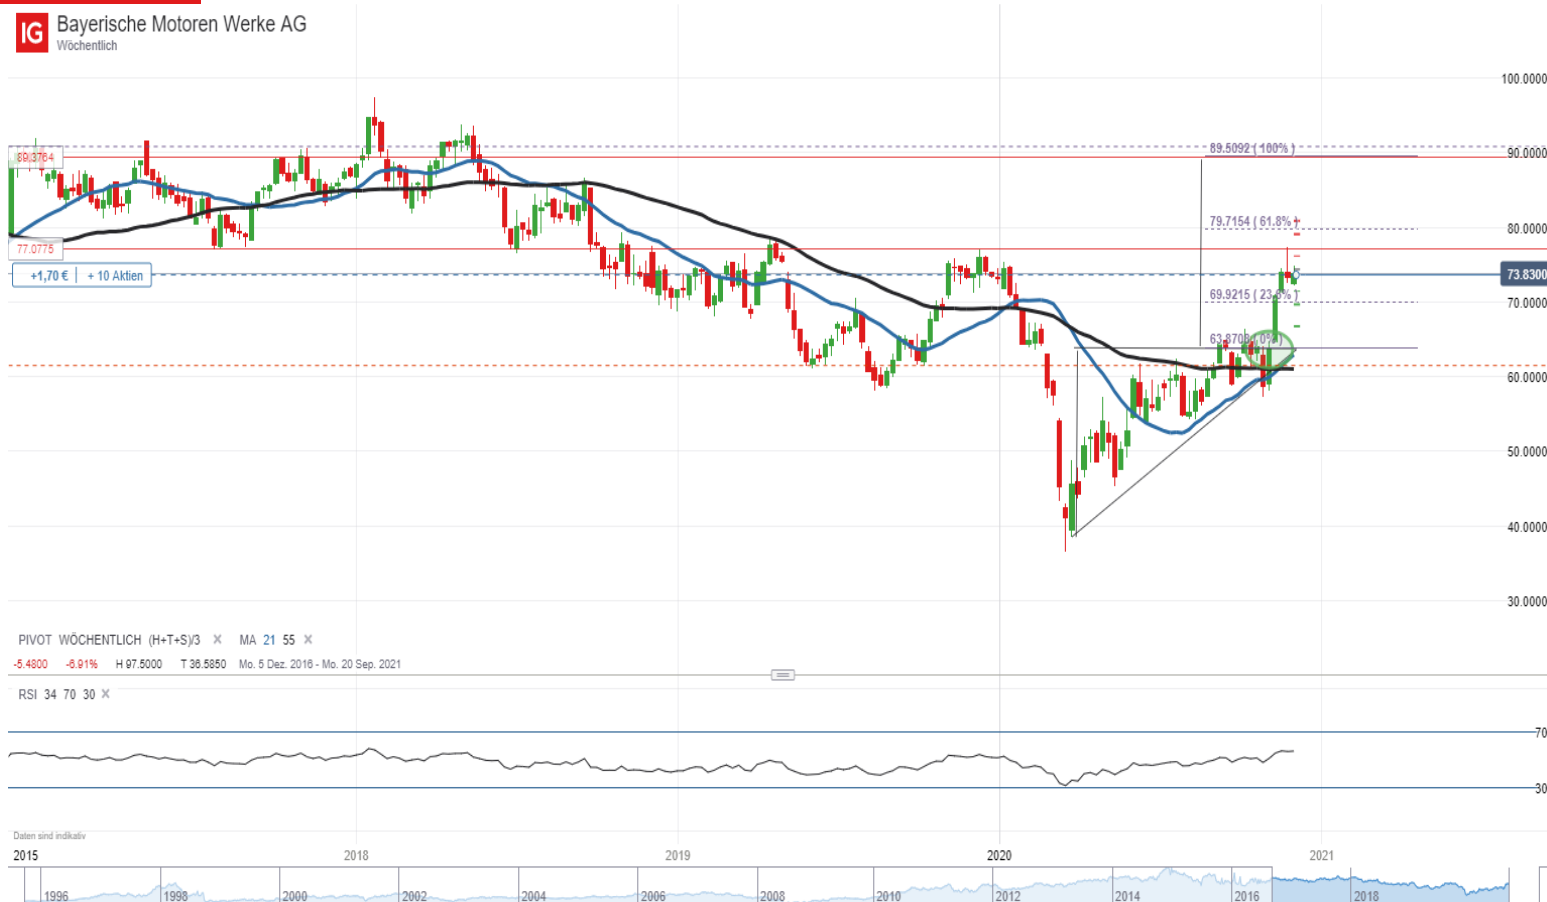 IG
Bayerische Motoren Werke AG
Wöchentlich
100.0000
89.5092 ( 100% )
90.0000
89.3764
79.7154 ( 61.8% )
80.0000
77.0775
+1,70 € | + 10 Aktien
73.8300
69.9215 ( 23.6% )
70.0000
60.0000
50.0000
40.0000
30.0000
PIVOT WÖCHENTLICH (H+T+S)/3 × MA 21 55 ×
-5.4800 -6.91% H 97.5000 T 36.5850 Mo. 5 Dez. 2016 - Mo. 20 Sep. 2021
RSI 34 70 30 ×
70
30
Daten sind indikativ
2015 2018 2019 2020 2021
1996 1998 2000 2002 2004 2006 2008 2010 2012 2014 2016 2018